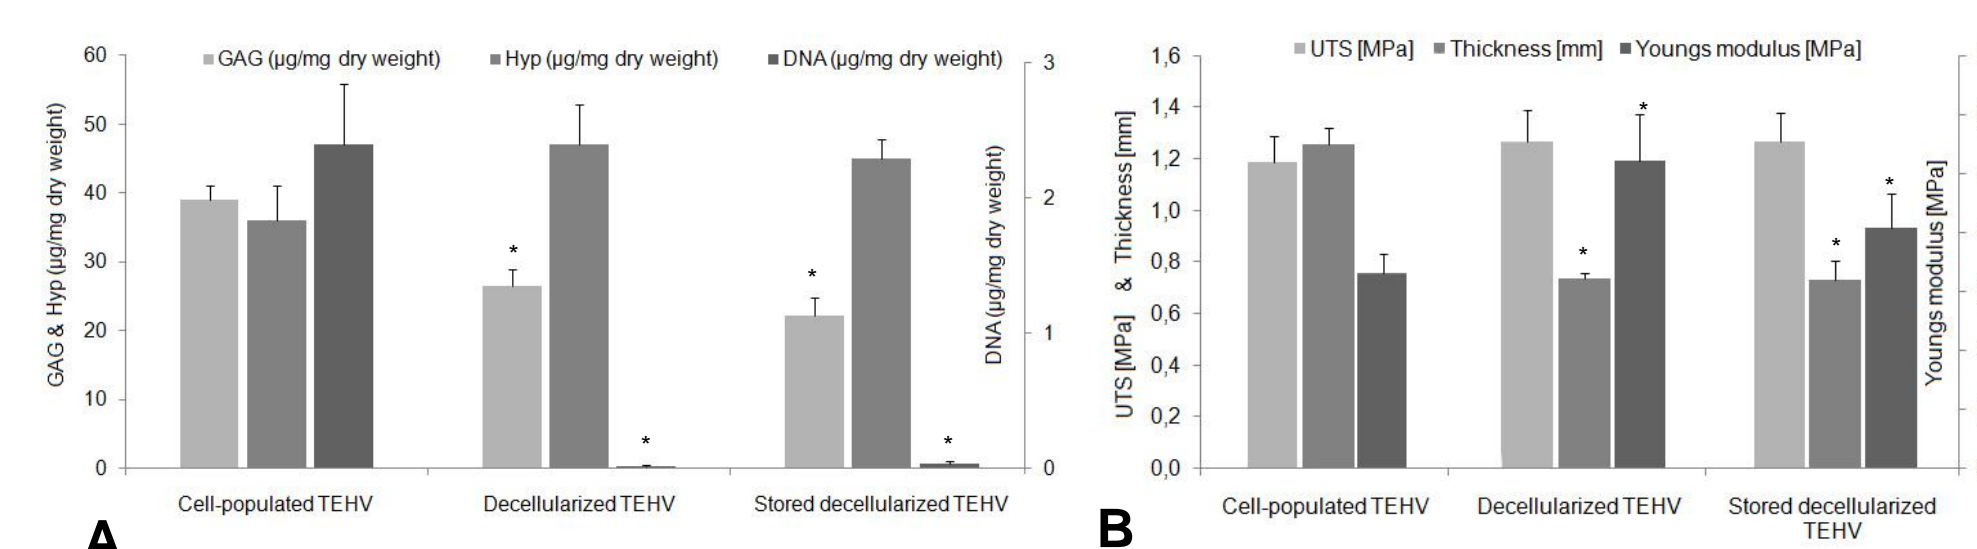 GAG (µg/mg dry weight) Hyp (µg/mg dry weight) DNA (µg/mg dry weight)
60
50
40
30
20
10
0
GAG & Hyp (µg/mg dry weight)
3
2
1
0
DNA (µg/mg dry weight)
Cell-populated TEHV Decellularized TEHV Stored decellularized TEHV
* * * *
A
UTS [MPa] Thickness [mm] Youngs modulus [MPa]
1,6
1,4
1,2
1,0
0,8
0,6
0,4
0,2
0,0
UTS [MPa] & Thickness [mm]
Youngs modulus [MPa]
* * * *
Cell-populated TEHV Decellularized TEHV Stored decellularized
TEHV
B